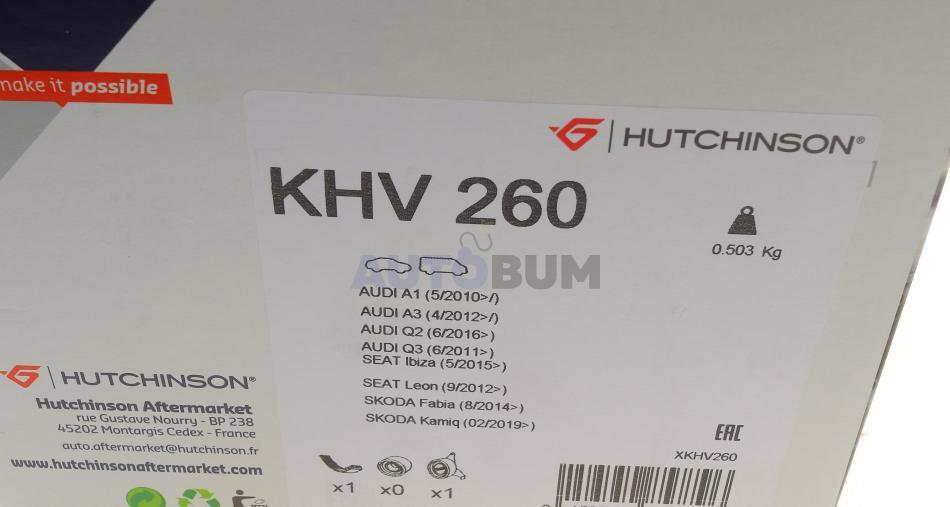 make it possible
HUTCHINSON®
KHV 260
0.503 Kg
AUTOBUM
AUDI A1 (5/2010>/)
AUDI A3 (4/2012>/)
AUDI Q2 (6/2016>)
AUDI Q3 (6/2011>)
SEAT Ibiza (5/2015>)
SEAT Leon (9/2012>)
SKODA Fabia (8/2014>)
SKODA Kamiq (02/2019>)
HUTCHINSON®
Hutchinson Aftermarket
rue Gustave Nourry - BP 238
45202 Montargis Cedex - France
auto.aftermarket@hutchinson.fr
www.hutchinsonaftermarket.com
EAC
XKHV260
x1 x0 x1